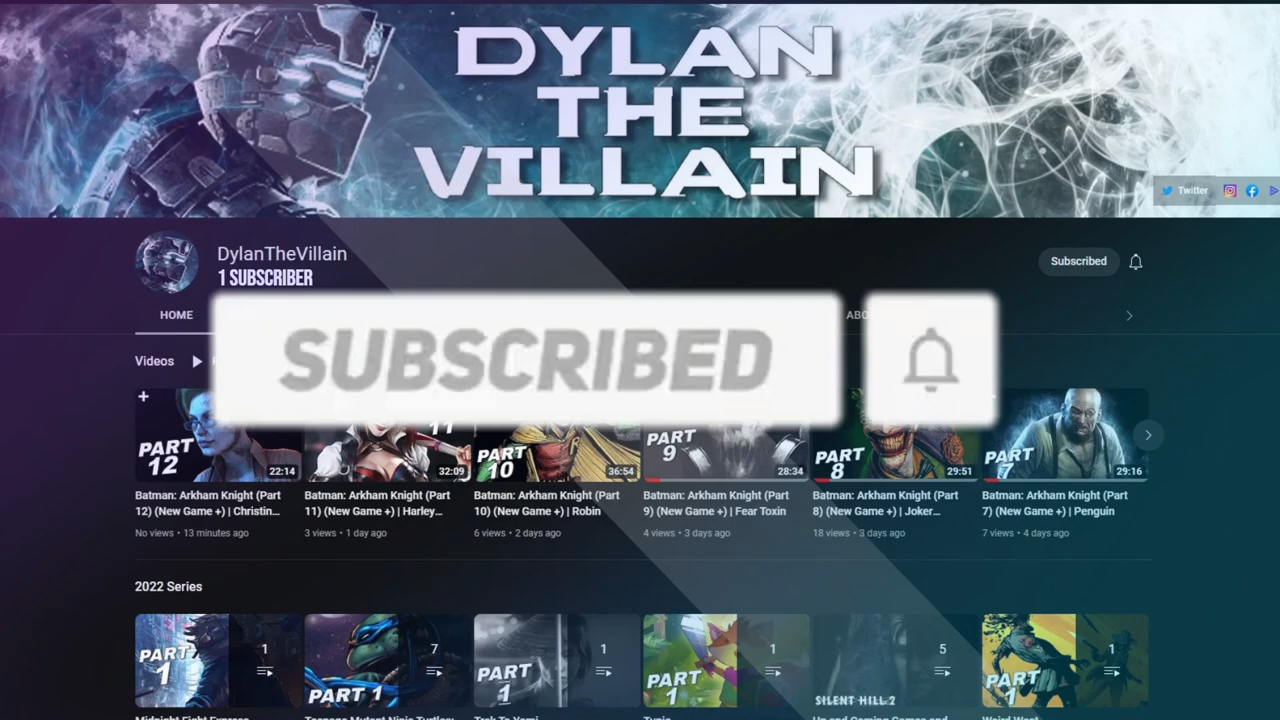 DYLAN
THE
VILLAIN
Twitter
DylanTheVillain
1 SUBSCRIBER
Subscribed
HOME
SUBSCRIBED
Videos
PART
12
22:14
11
32:09
PART
10
36:54
PART
9
28:34
PART
8
29:51
PART
7
29:16
Batman: Arkham Knight (Part
12) (New Game +) | Christin...
No views • 13 minutes ago
Batman: Arkham Knight (Part
11) (New Game +) | Harley...
3 views • 1 day ago
Batman: Arkham Knight (Part
10) (New Game +) | Robin
6 views • 2 days ago
Batman: Arkham Knight (Part
9) (New Game +) | Fear Toxin
4 views • 3 days ago
Batman: Arkham Knight (Part
8) (New Game +) | Joker...
18 views • 3 days ago
Batman: Arkham Knight (Part
7) (New Game +) | Penguin
7 views • 4 days ago
2022 Series
PART
1
1
PART 1
7
PART
1
1
PART
1
1
SILENT HILL 2
5
PART
1
1